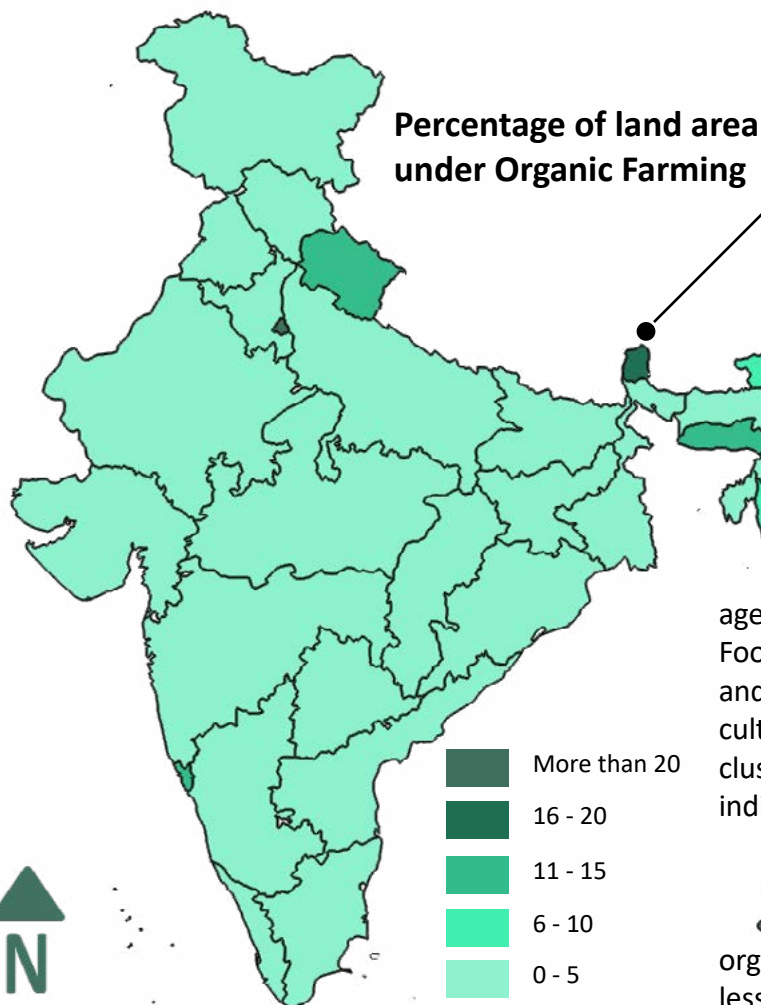 Percentage of land area
under Organic Farming
More than 20
16 - 20
11 - 15
6 - 10
0 - 5
N
age
Foo
and
cult
clus
ind
org
less